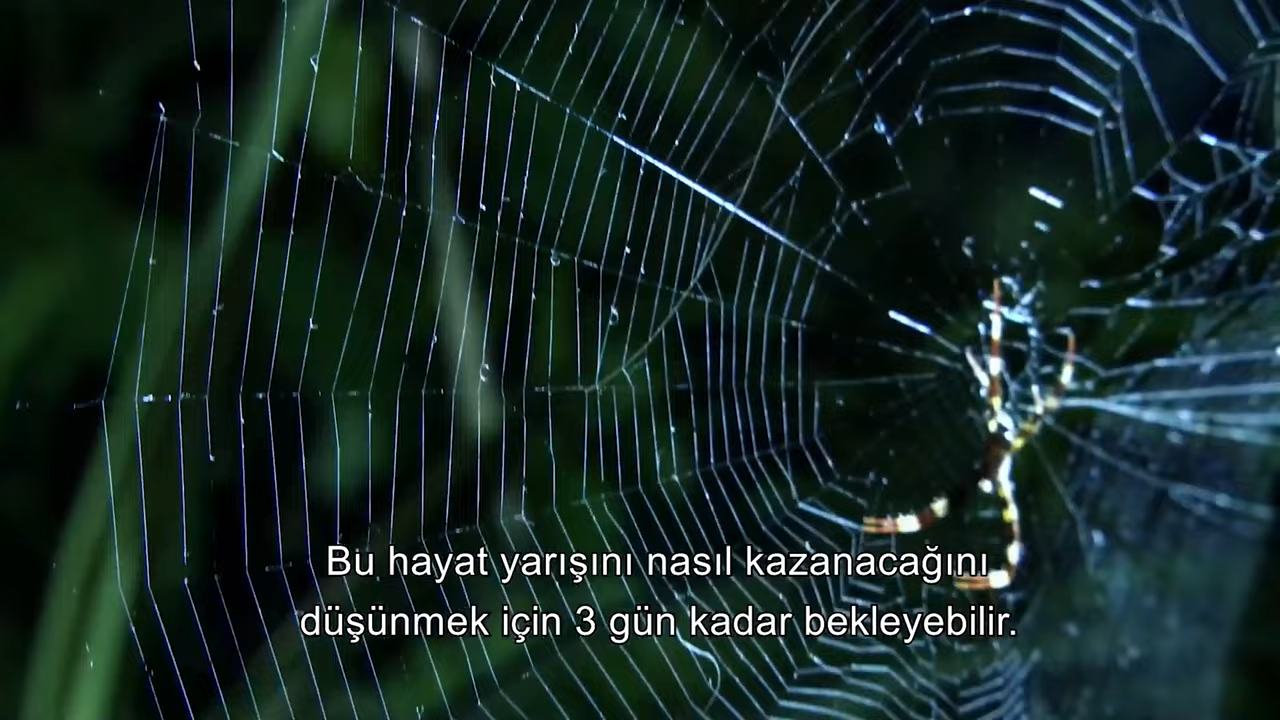 Bu hayat yarışını nasıl kazanacağını
düşünmek için 3 gün kadar bekleyebilir.